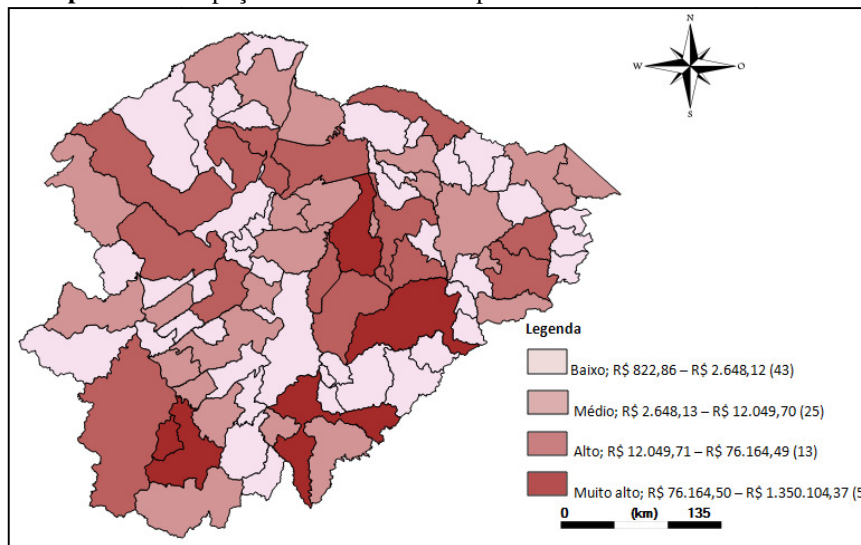 N
W O
S
Legenda
Baixo; R$ 822,86 – R$ 2.648,12 (43)
Médio; R$ 2.648,13 – R$ 12.049,70 (25)
Alto; R$ 12.049,71 – R$ 76.164,49 (13)
Muito alto; R$ 76.164,50 – R$ 1.350.104,37 (5
0 (km) 135